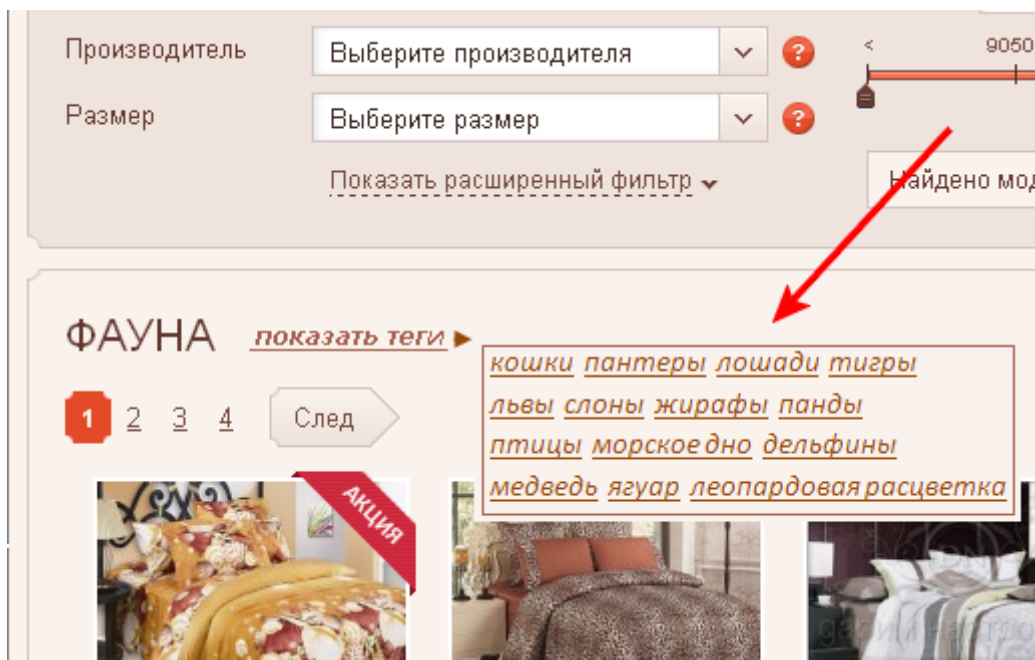 Производитель
Выберите производителя
?
<
9050
Размер
Выберите размер
?
Показать расширенный фильтр
Найдено мод
ФАУНА
показать теги
кошки пантеры лошади тигры
львы слоны жирафы панды
птицы морское дно дельфины
медведь ягуар леопардовая расцветка
1 2 3 4
След
АКЦИЯ